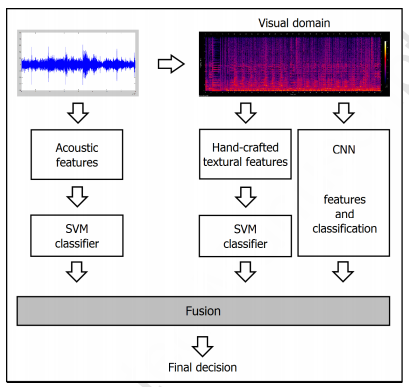 Visual domain
Acoustic
features
Hand-crafted
textural features
CNN
features
and
classification
SVM
classifier
SVM
classifier
Fusion
Final decision